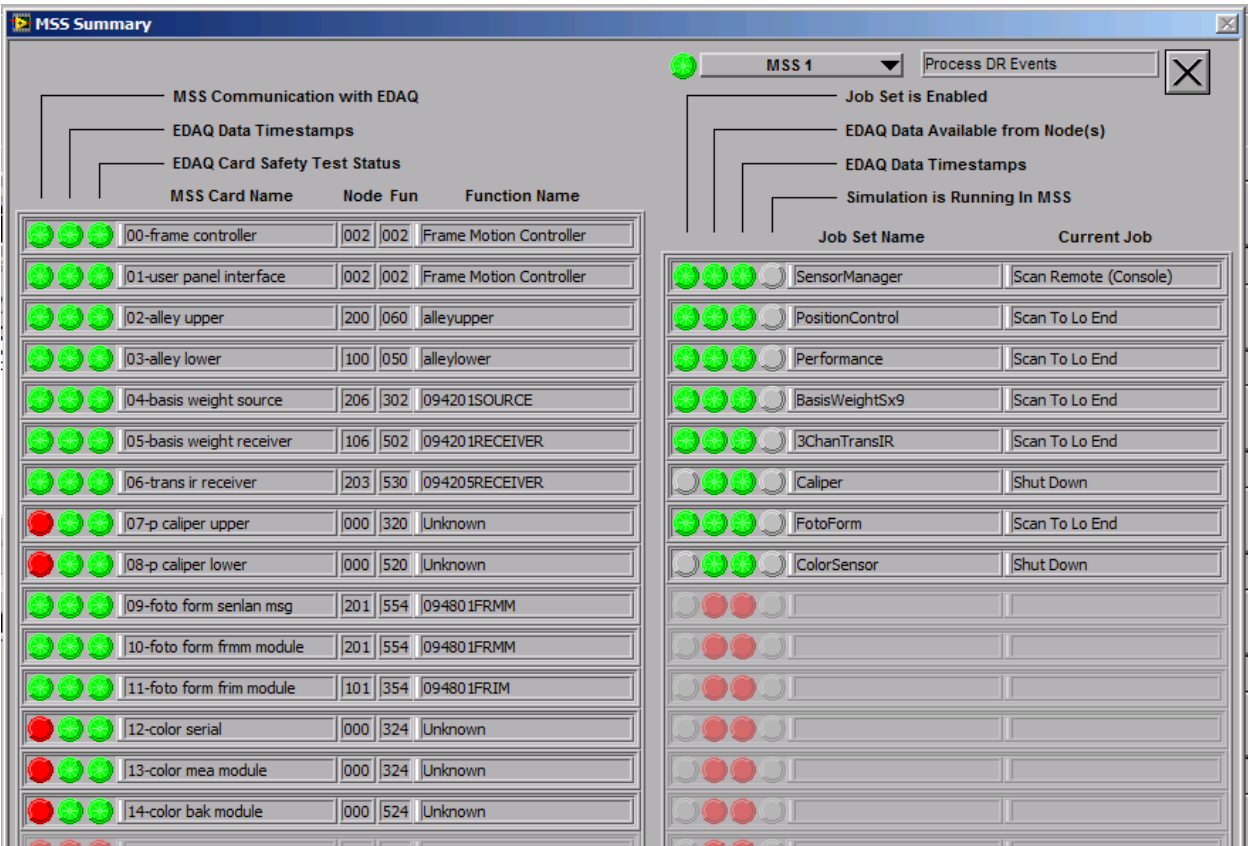 MSS Summary
MSS 1 Process DR Events
MSS Communication with EDAQ
EDAQ Data Timestamps
EDAQ Card Safety Test Status
MSS Card Name Node Fun Function Name
00-frame controller 002 002 Frame Motion Controller
01-user panel interface 002 002 Frame Motion Controller
02-alley upper 200 060 alleyupper
03-alley lower 100 050 alleylower
04-basis weight source 206 302 094201SOURCE
05-basis weight receiver 106 502 094201RECEIVER
06-trans ir receiver 203 530 094205RECEIVER
07-p caliper upper 000 320 Unknown
08-p caliper lower 000 520 Unknown
09-foto form senlan msg 201 554 094801FRMM
10-foto form frmm module 201 554 094801FRMM
11-foto form frim module 101 354 094801FRIM
12-color serial 000 324 Unknown
13-color mea module 000 324 Unknown
14-color bak module 000 524 Unknown
Job Set is Enabled
EDAQ Data Available from Node(s)
EDAQ Data Timestamps
Simulation is Running In MSS
Job Set Name Current Job
SensorManager Scan Remote (Console)
PositionControl Scan To Lo End
Performance Scan To Lo End
BasisWeightSx9 Scan To Lo End
3ChanTransIR Scan To Lo End
Caliper Shut Down
FotoForm Scan To Lo End
ColorSensor Shut Down